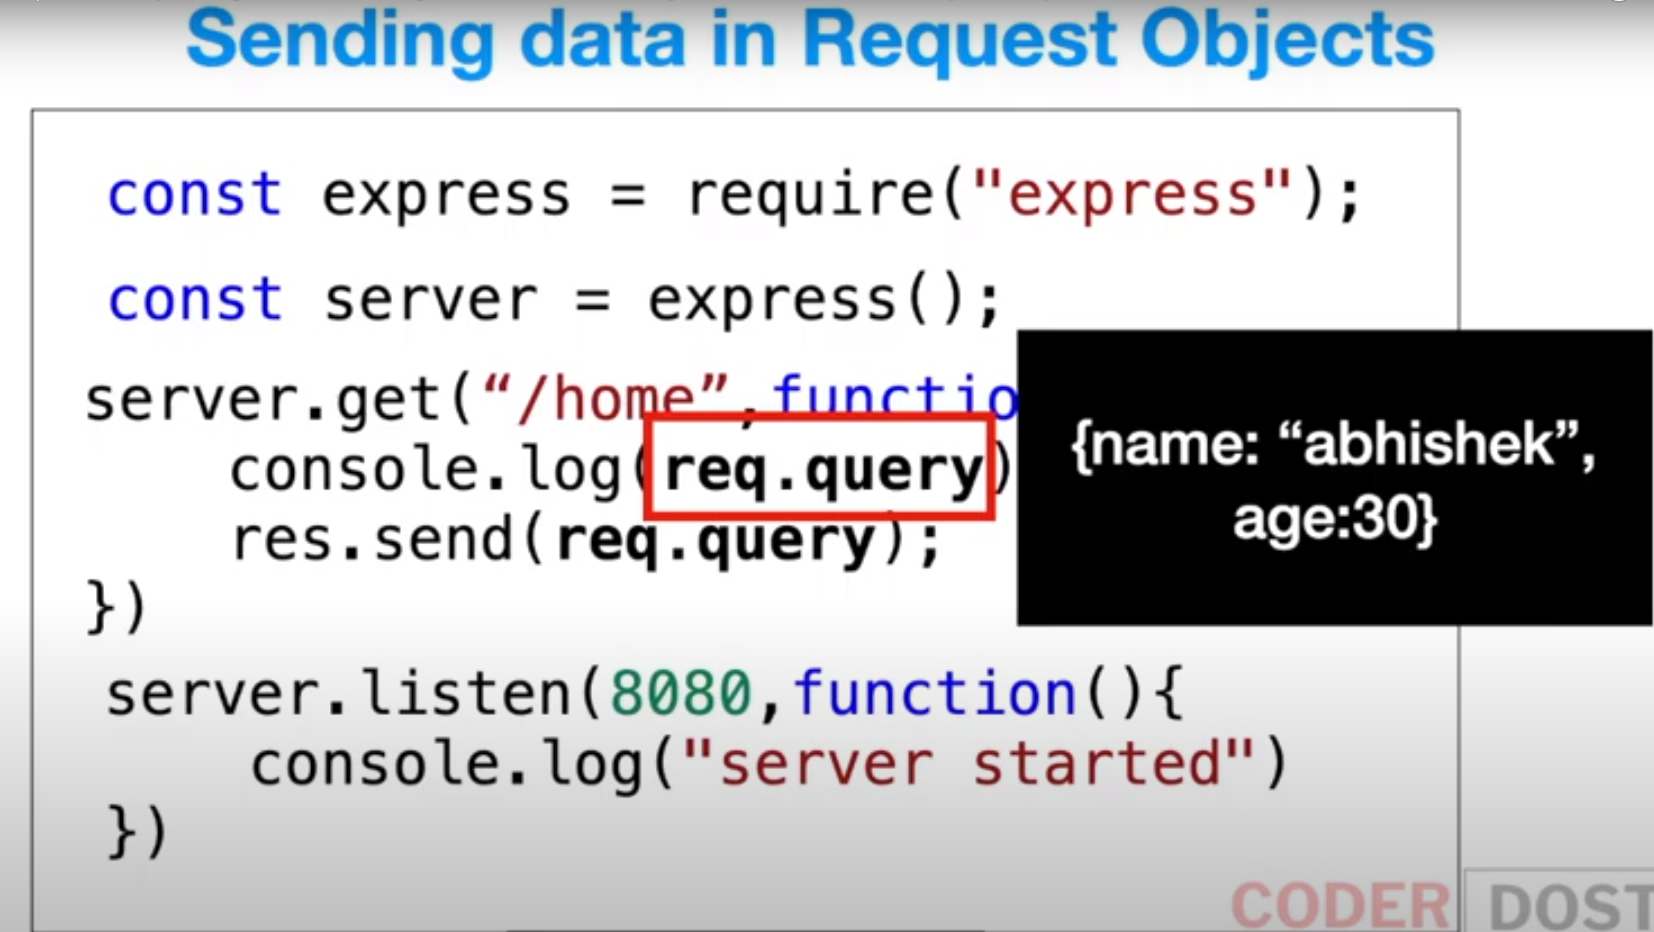 Sending data in Request Objects
const express = require("express");
const server = express();
server.get(“/home”,functio
console.log(req.query)
res.send(req.query);
})
{name: “abhishek”,
age:30}
server.listen(8080,function(){
console.log("server started")
})
CODER DOST